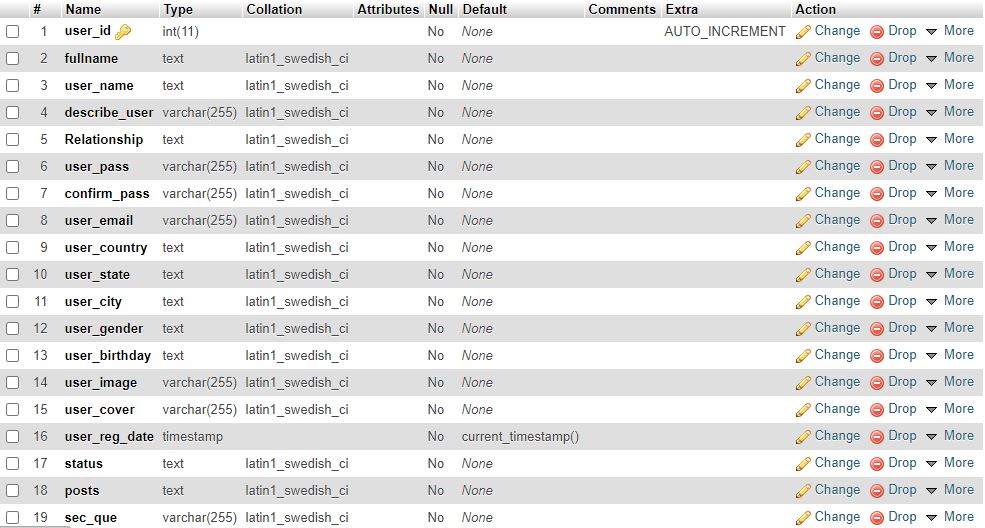 # Name Type Collation Attributes Null Default Comments Extra Action
1 user_id int(11) No None AUTO_INCREMENT Change Drop More
2 fullname text latin1_swedish_ci No None Change Drop More
3 user_name text latin1_swedish_ci No None Change Drop More
4 describe_user varchar(255) latin1_swedish_ci No None Change Drop More
5 Relationship text latin1_swedish_ci No None Change Drop More
6 user_pass varchar(255) latin1_swedish_ci No None Change Drop More
7 confirm_pass varchar(255) latin1_swedish_ci No None Change Drop More
8 user_email varchar(255) latin1_swedish_ci No None Change Drop More
9 user_country text latin1_swedish_ci No None Change Drop More
10 user_state text latin1_swedish_ci No None Change Drop More
11 user_city text latin1_swedish_ci No None Change Drop More
12 user_gender text latin1_swedish_ci No None Change Drop More
13 user_birthday text latin1_swedish_ci No None Change Drop More
14 user_image varchar(255) latin1_swedish_ci No None Change Drop More
15 user_cover varchar(255) latin1_swedish_ci No None Change Drop More
16 user_reg_date timestamp No current_timestamp() Change Drop More
17 status text latin1_swedish_ci No None Change Drop More
18 posts text latin1_swedish_ci No None Change Drop More
19 sec_que varchar(255) latin1_swedish_ci No None Change Drop More